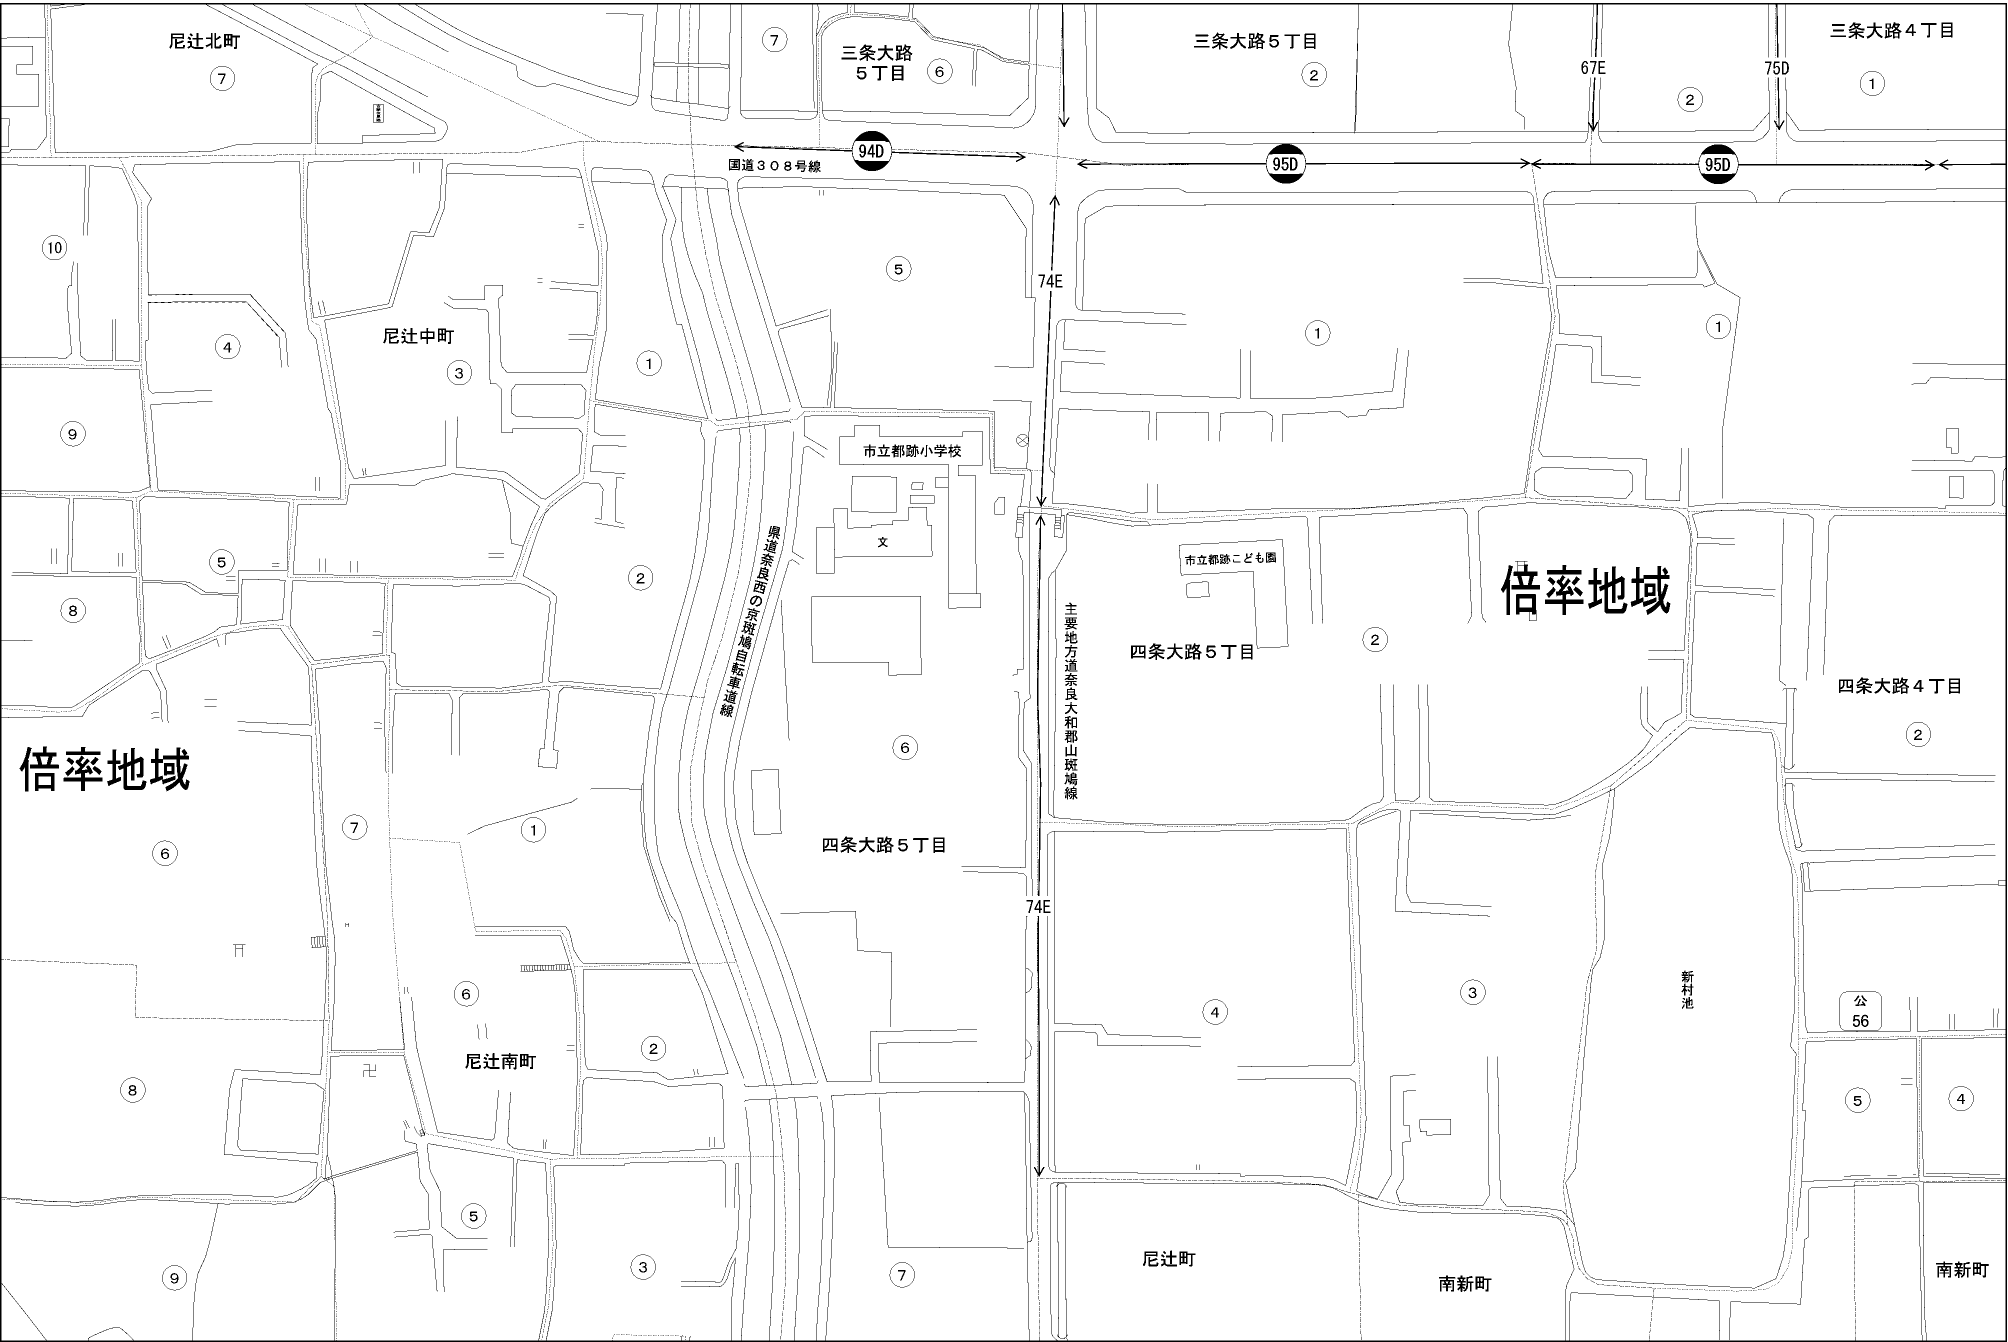 尼辻北町
⑦
⑦
三条大路
５丁目
⑥
三条大路５丁目
②
67E
②
75D
三条大路４丁目
①
94D
国道３０８号線
95D
95D
⑩
④
尼辻中町
③
①
⑤
74E
①
①
⑨
市立都跡小学校
文
⑤
⑧
②
県道奈良西の京斑鳩自転車道線
主要地方道奈良大和郡山斑鳩線
市立都跡こども園
四条大路５丁目
②
倍率地域
四条大路４丁目
②
倍率地域
⑥
⑦
①
⑥
四条大路５丁目
74E
⑥
尼辻南町
②
④
③
新村池
公
56
⑧
卍
⑤
④
⑤
⑨
③
⑦
尼辻町
南新町
南新町